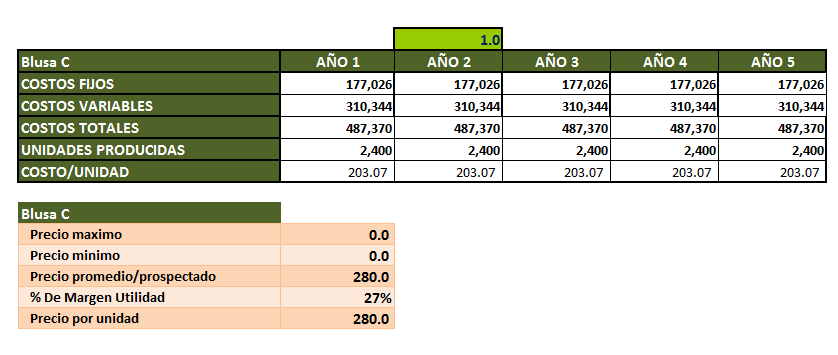 1.0
Blusa C AÑO 1 AÑO 2 AÑO 3 AÑO 4 AÑO 5
COSTOS FIJOS 177,026 177,026 177,026 177,026 177,026
COSTOS VARIABLES 310,344 310,344 310,344 310,344 310,344
COSTOS TOTALES 487,370 487,370 487,370 487,370 487,370
UNIDADES PRODUCIDAS 2,400 2,400 2,400 2,400 2,400
COSTO/UNIDAD 203.07 203.07 203.07 203.07 203.07
Blusa C
Precio maximo 0.0
Precio minimo 0.0
Precio promedio/prospectado 280.0
% De Margen Utilidad 27%
Precio por unidad 280.0